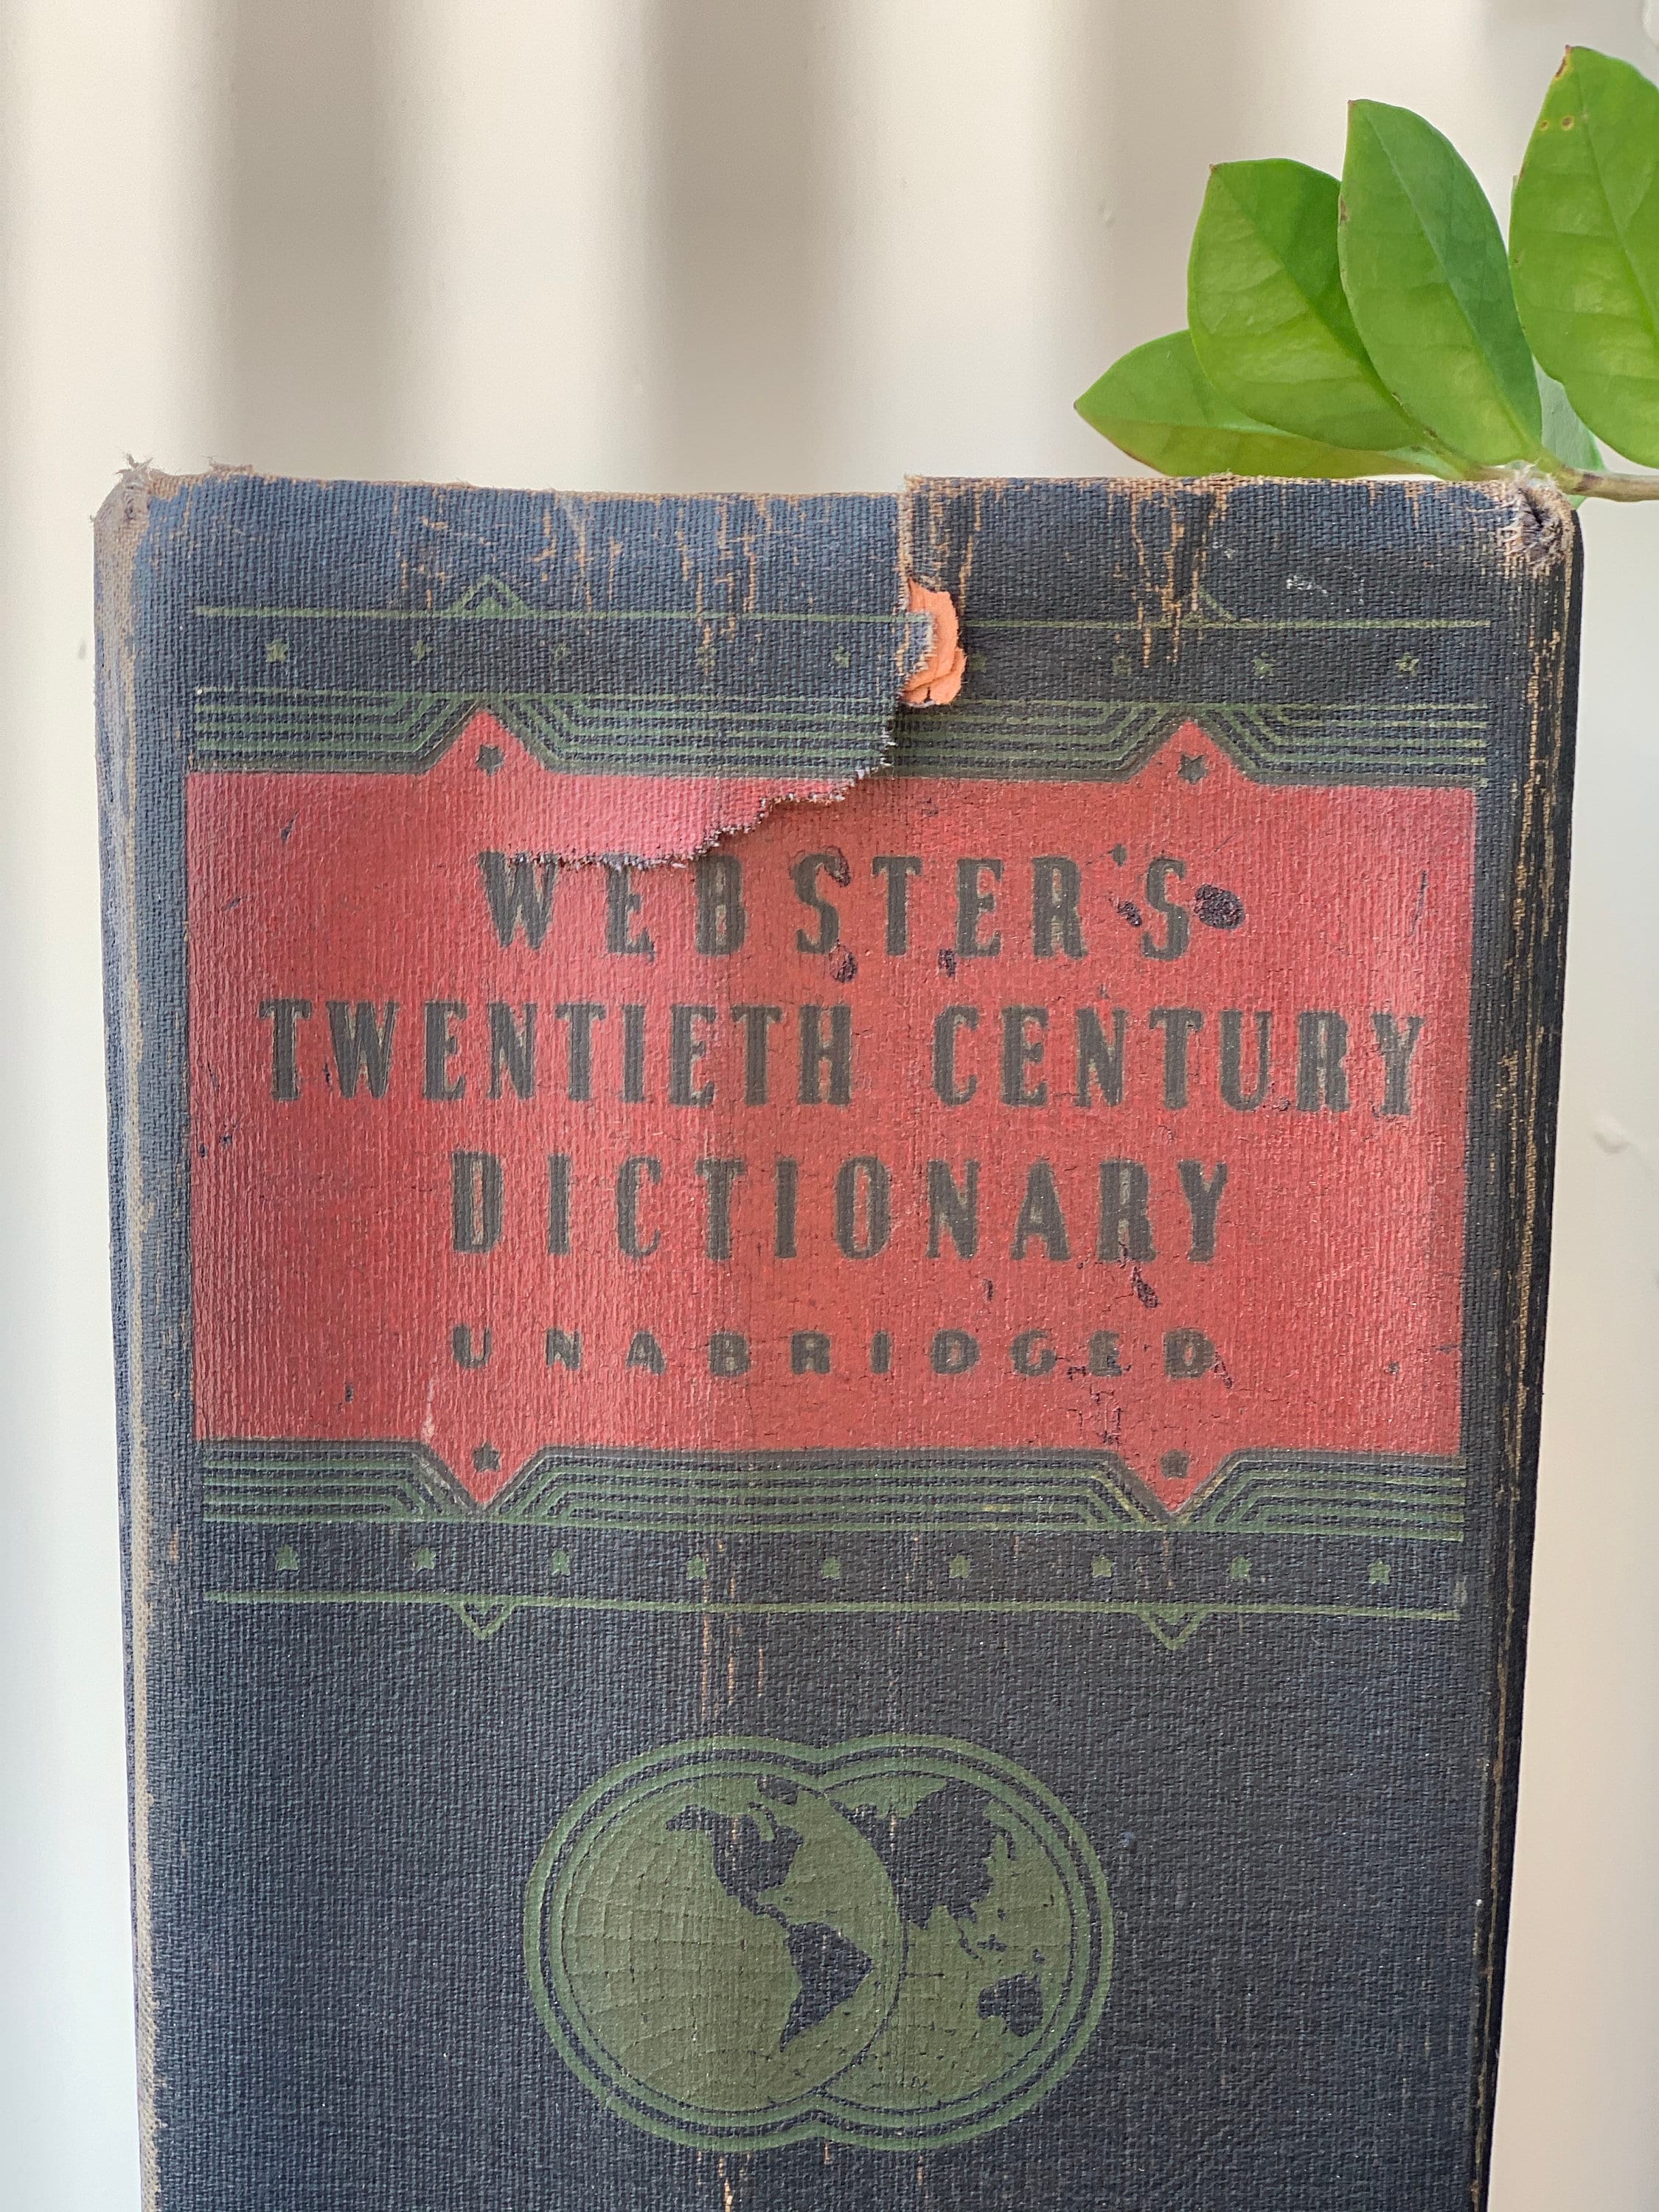 WEBSTER'S
TWENTIETH CENTURY
DICTIONARY
UNABRIDGED